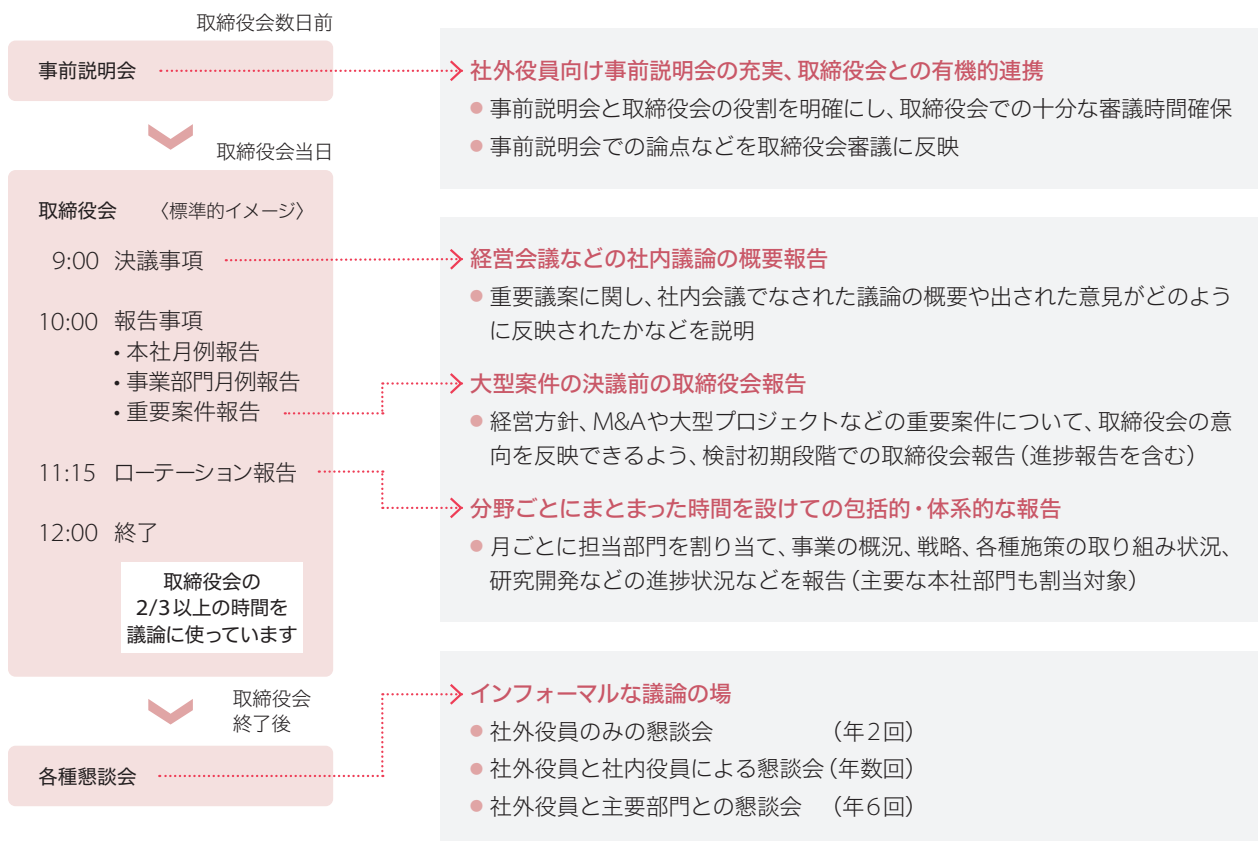 取締役会数日前
事前説明会
社外役員向け事前説明会の充実、取締役会との有機的連携
● 事前説明会と取締役会の役割を明確にし、取締役会での十分な審議時間確保
● 事前説明会での論点などを取締役会審議に反映
取締役会当日
取締役会 〈標準的イメージ〉
9:00 決議事項
経営会議などの社内議論の概要報告
● 重要議案に関し、社内会議でなされた議論の概要や出された意見がどのよう
に反映されたかなどを説明
10:00 報告事項
・本社月例報告
・事業部門月例報告
・重要案件報告
大型案件の決議前の取締役会報告
● 経営方針、M&Aや大型プロジェクトなどの重要案件について、取締役会の意
向を反映できるよう、検討初期段階での取締役会報告（進捗報告を含む）
11:15 ローテーション報告
分野ごとにまとまった時間を設けての包括的・体系的な報告
● 月ごとに担当部門を割り当て、事業の概況、戦略、各種施策の取り組み状況、
研究開発などの進捗状況などを報告（主要な本社部門も割当対象）
12:00 終了
取締役会の
2/3以上の時間を
議論に使っています
取締役会
終了後
各種懇談会
インフォーマルな議論の場
● 社外役員のみの懇談会 （年2回）
● 社外役員と社内役員による懇談会（年数回）
● 社外役員と主要部門との懇談会 （年6回）